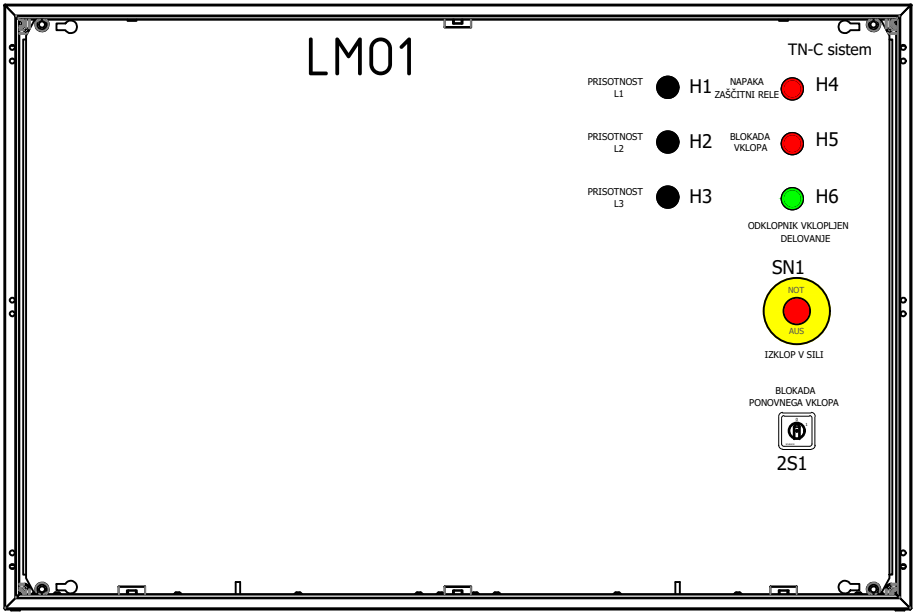 LM01
TN-C sistem
PRISOTNOST
L1
H1
NAPAKA
ZAŠČITNI RELE
H4
PRISOTNOST
L2
H2
BLOKADA
VKLOPA
H5
PRISOTNOST
L3
H3
H6
ODKLOPNIK VKLOPLJEN
DELOVANJE
SN1
NOT
AUS
IZKLOP V SILI
BLOKADA
PONOVNEGA VKLOPA
2S1